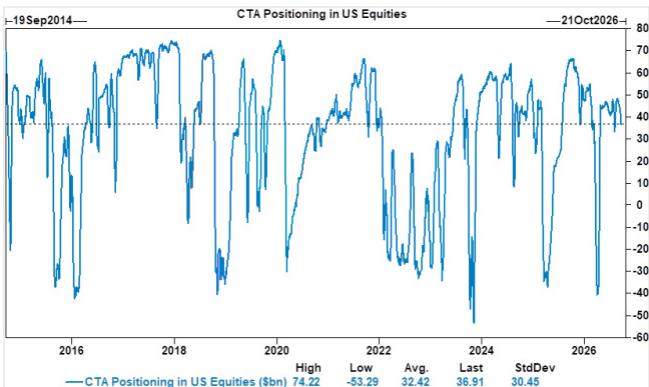 CTA Positioning in US Equities
19Sep2014
21Oct2026
80
70
60
50
40
30
20
10
0
-10
-20
-30
-40
-50
-60
2016 2018 2020 2022 2024 2026
High Low Avg. Last StdDev
CTA Positioning in US Equities ($bn) 74.22 -53.29 32.42 36.91 30.45